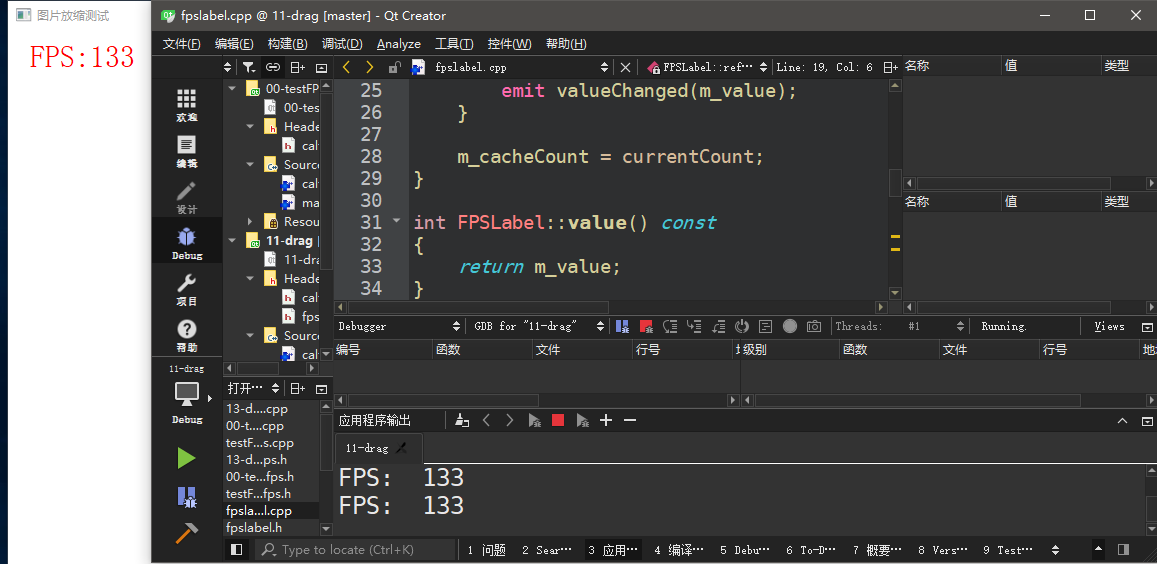 图片放缩测试
FPS:133
fpslabel.cpp @ 11-drag [master] - Qt Creator
文件(F) 编辑(E) 构建(B) 调试(D) Analyze 工具(T) 控件(W) 帮助(H)
欢迎
编辑
设计
Debug
项目
帮助
11-drag
Debug
00-testFP
00-tes
Heade
cal
Source
cal
ma
Resou
11-drag [
11-dra
Heade
cal
fps
Source
cal
打开…
13-d....cpp
00-t....cpp
testF...s.cpp
13-d...ps.h
00-te...fps.h
testF...fps.h
fpsla...l.cpp
fpslabel.h
fpslabel.cpp FPSLabel::ref… Line: 19, Col: 6
25 emit valueChanged(m_value);
26 }
27
28 m_cacheCount = currentCount;
29 }
30
31 int FPSLabel::value() const
32 {
33 return m_value;
34 }
名称 值 类型
名称 值 类型
Debugger GDB for "11-drag" Threads: #1 Running. Views
编号 函数 文件 行号 级别 函数 文件 行号
应用程序输出
11-drag
FPS: 133
FPS: 133
Type to locate (Ctrl+K) 1 问题 2 Sear… 3 应用… 4 编译… 5 Debu… 6 To-D… 7 概要… 8 Vers… 9 Test…